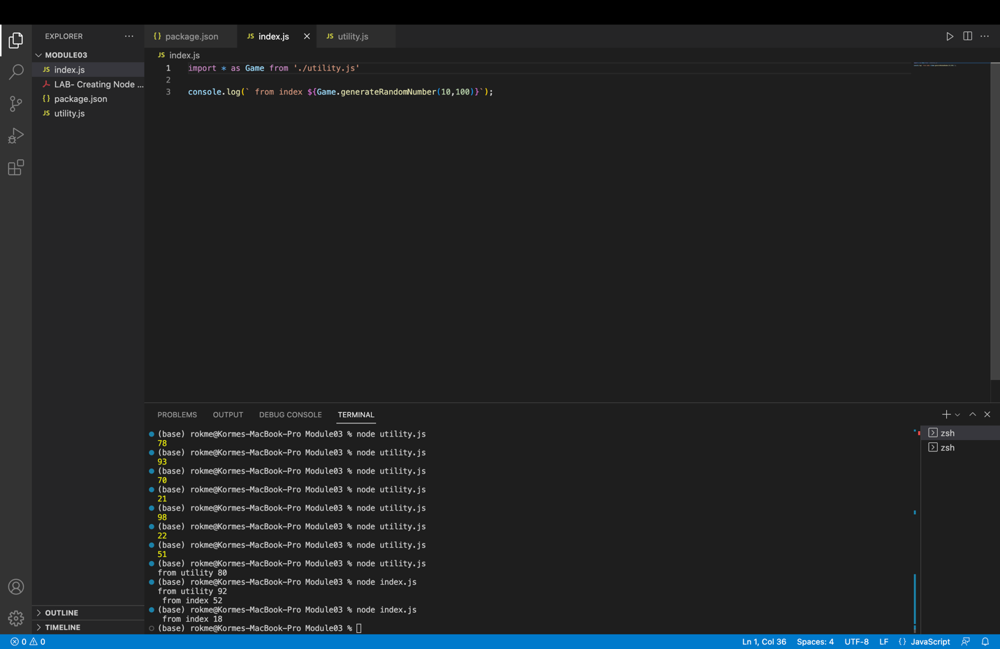 EXPLORER ...
MODULE03
JS index.js
LAB- Creating Node ...
{} package.json
JS utility.js
OUTLINE
TIMELINE
{} package.json JS index.js × JS utility.js
JS index.js
1 import * as Game from './utility.js'
2
3 console.log(` from index ${Game.generateRandomNumber(10,100)}`);
PROBLEMS OUTPUT DEBUG CONSOLE TERMINAL
(base) rokme@Kormes-MacBook-Pro Module03 % node utility.js
78
(base) rokme@Kormes-MacBook-Pro Module03 % node utility.js
93
(base) rokme@Kormes-MacBook-Pro Module03 % node utility.js
70
(base) rokme@Kormes-MacBook-Pro Module03 % node utility.js
21
(base) rokme@Kormes-MacBook-Pro Module03 % node utility.js
98
(base) rokme@Kormes-MacBook-Pro Module03 % node utility.js
22
(base) rokme@Kormes-MacBook-Pro Module03 % node utility.js
51
(base) rokme@Kormes-MacBook-Pro Module03 % node utility.js
from utility 80
(base) rokme@Kormes-MacBook-Pro Module03 % node index.js
from utility 92
from index 52
(base) rokme@Kormes-MacBook-Pro Module03 % node index.js
from index 18
(base) rokme@Kormes-MacBook-Pro Module03 %
zsh
zsh
0 0 Ln 1, Col 36 Spaces: 4 UTF-8 LF {} JavaScript